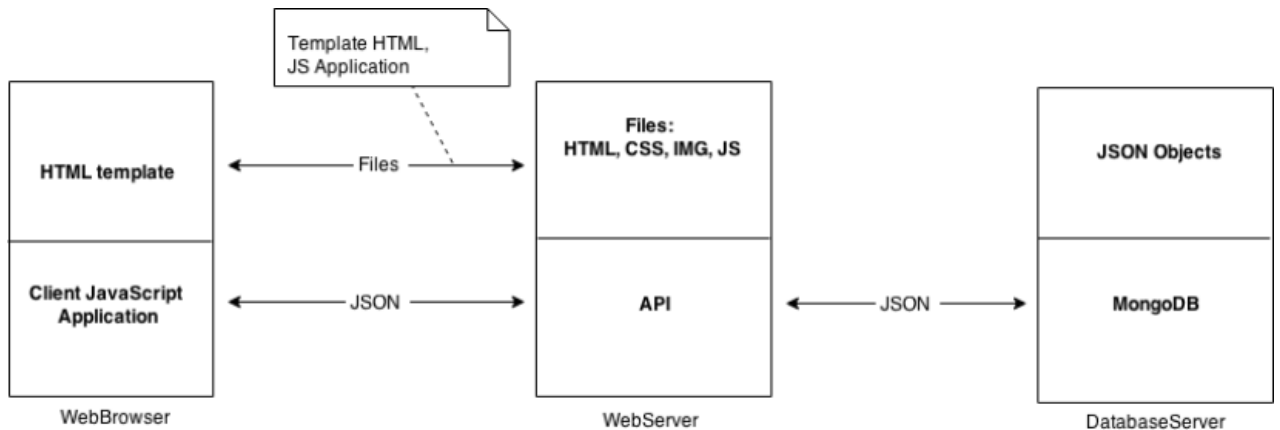 Template HTML,
JS Application
HTML template
Client JavaScript
Application
WebBrowser
Files
JSON
Files:
HTML, CSS, IMG, JS
API
WebServer
JSON
JSON Objects
MongoDB
DatabaseServer